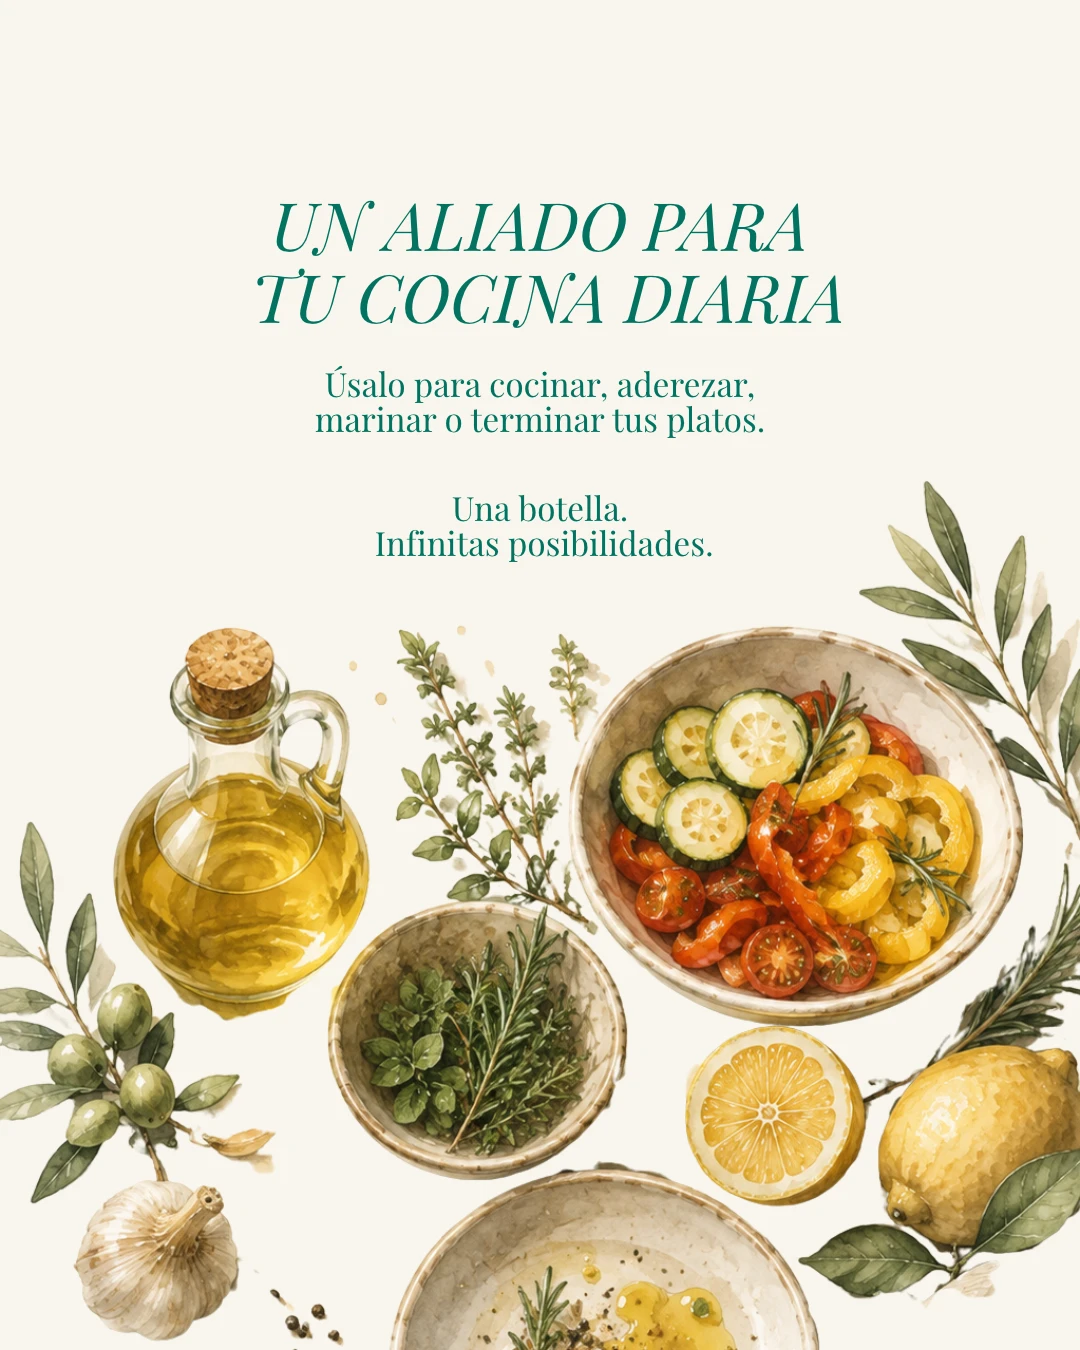 UN ALIADO PARA
TU COCINA DIARIA
Úsalo para cocinar, aderezar,
marinar o terminar tus platos.
Una botella.
Infinitas posibilidades.